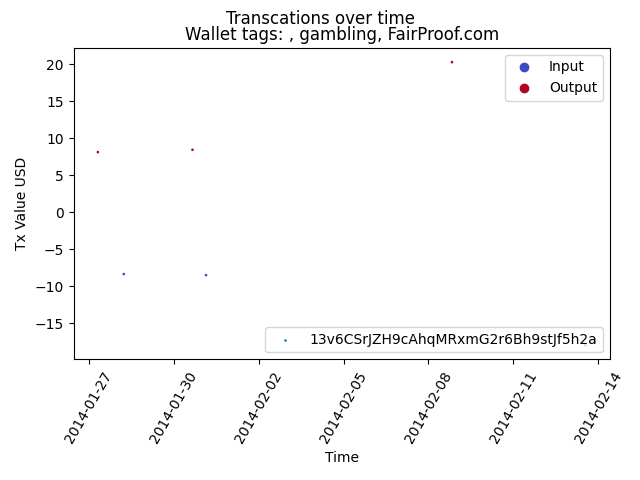 Transcations over time
Wallet tags: , gambling, FairProof.com
Input
Output
Tx Value USD
20
15
10
5
0
−5
−10
−15
13v6CSrJZH9cAhqMRxmG2r6Bh9stJf5h2a
2014-01-27
2014-01-30
2014-02-02
2014-02-05
2014-02-08
2014-02-11
2014-02-14
Time